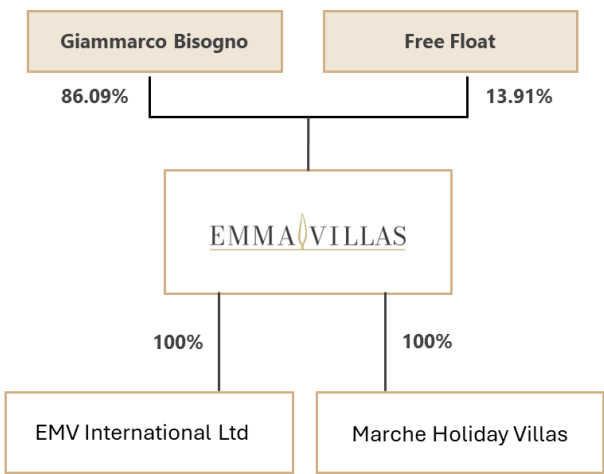 Giammarco Bisogno
Free Float
86.09%
13.91%
EMMA VILLAS
100%
100%
EMV International Ltd
Marche Holiday Villas